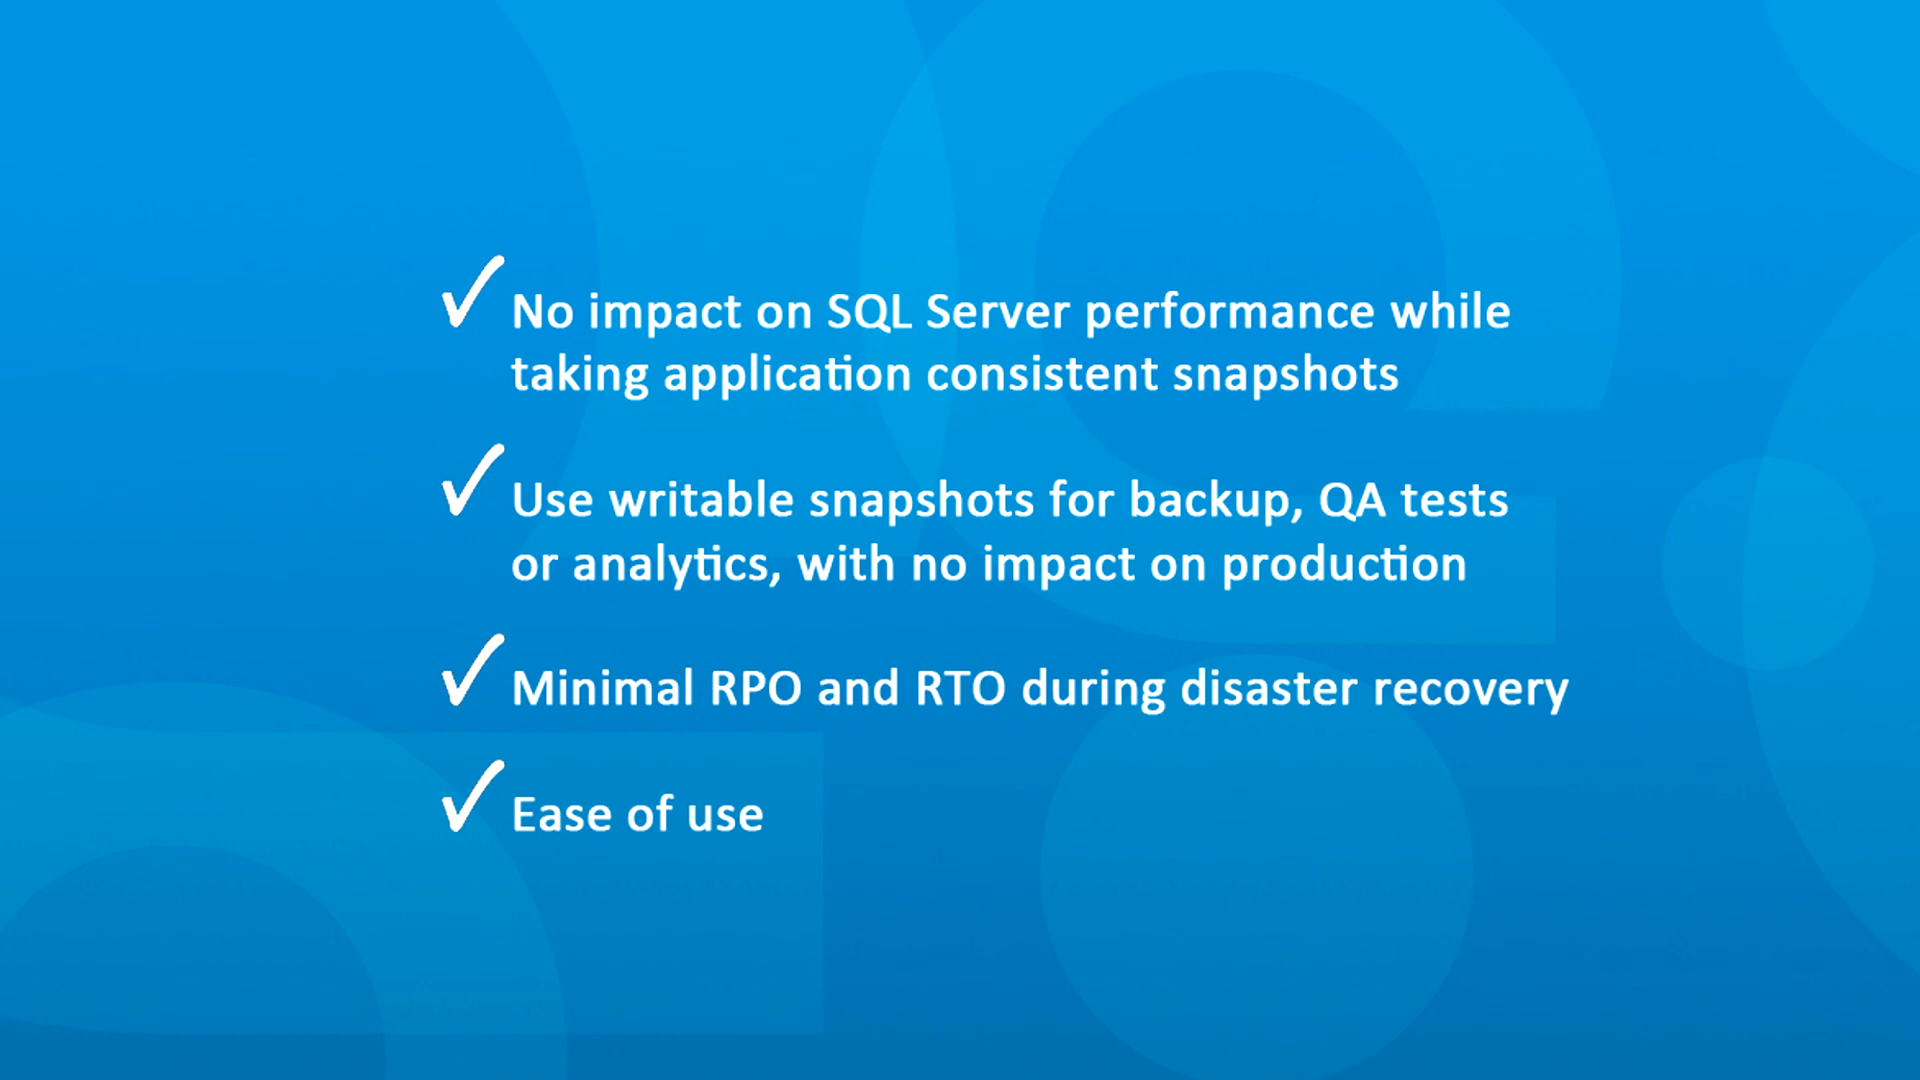 ✓ No impact on SQL Server performance while
taking application consistent snapshots
✓ Use writable snapshots for backup, QA tests
or analytics, with no impact on production
✓ Minimal RPO and RTO during disaster recovery
✓ Ease of use